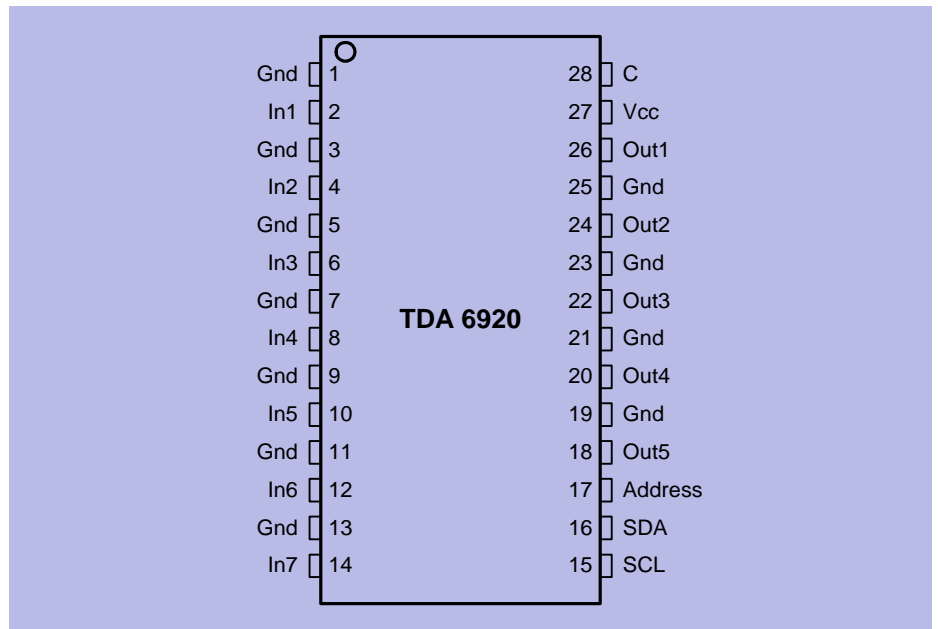 Gnd 1 28 C
In1 2 27 Vcc
Gnd 3 26 Out1
In2 4 25 Gnd
Gnd 5 24 Out2
In3 6 23 Gnd
Gnd 7 22 Out3
TDA 6920
In4 8 21 Gnd
Gnd 9 20 Out4
In5 10 19 Gnd
Gnd 11 18 Out5
In6 12 17 Address
Gnd 13 16 SDA
In7 14 15 SCL